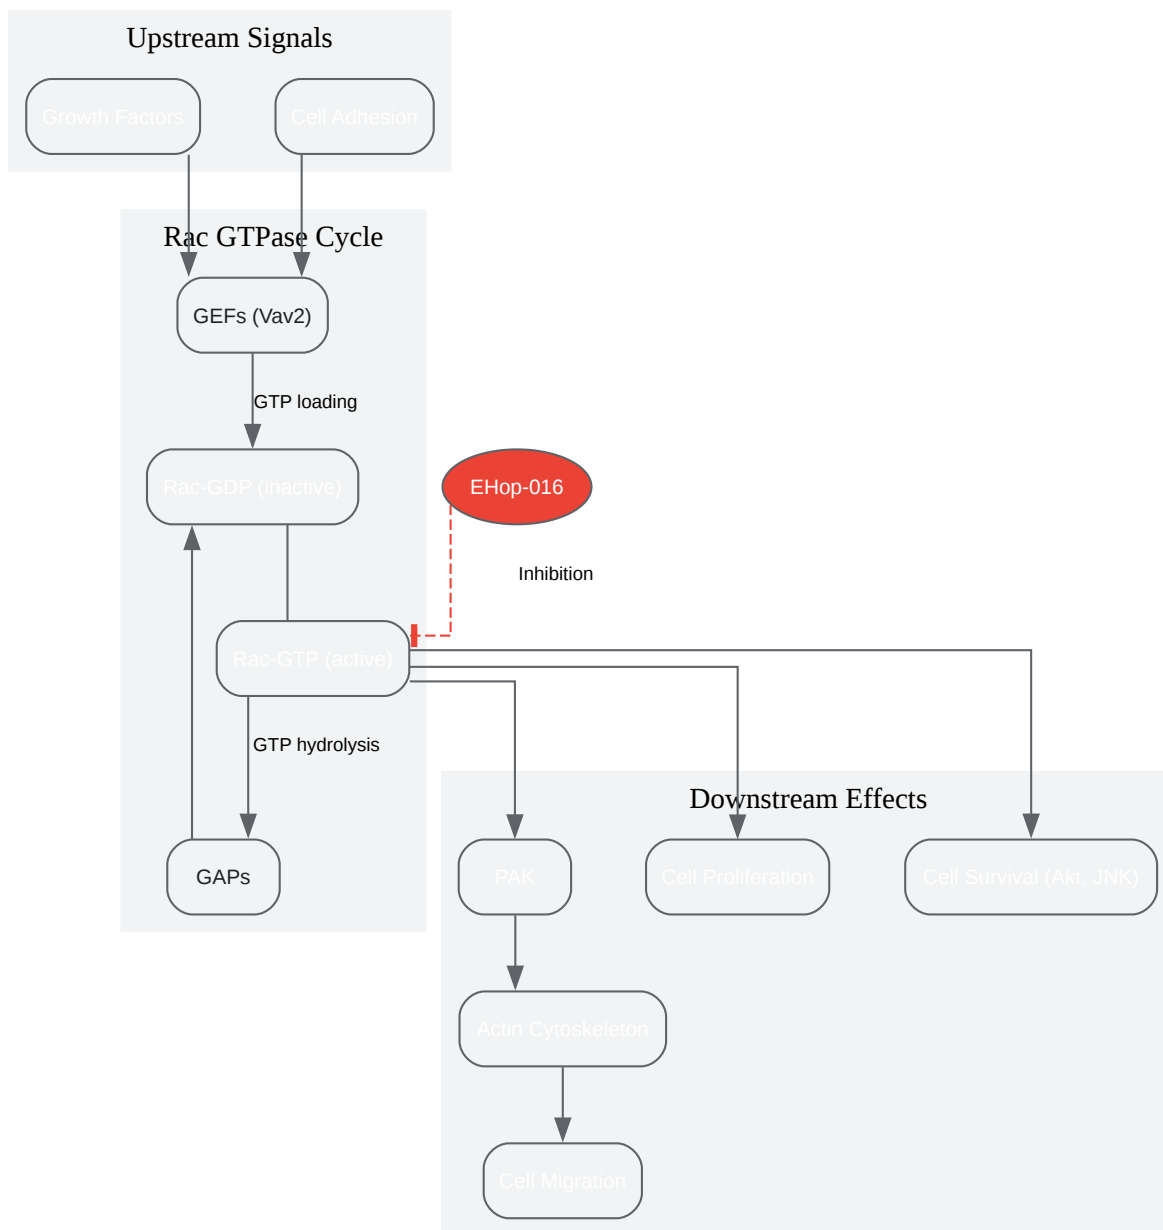 Upstream Signals
Growth Factors
Cell Adhesion
Rac GTPase Cycle
GEFs (Vav2)
GTP loading
Rac-GDP (inactive)
EHop-016
Inhibition
Rac-GTP (active)
GTP hydrolysis
Downstream Effects
GAPs
PAK
Cell Proliferation
Cell Survival (Akt, JNK)
Actin Cytoskeleton
Cell Migration